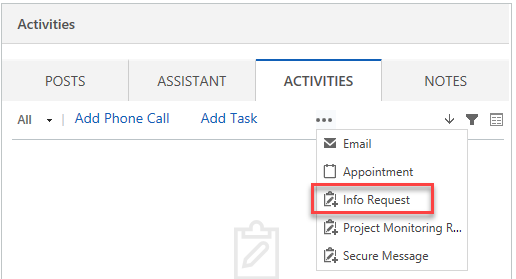 Activities
POSTS ASSISTANT ACTIVITIES NOTES
All | Add Phone Call Add Task •••
Email
Appointment
Info Request
Project Monitoring R...
Secure Message